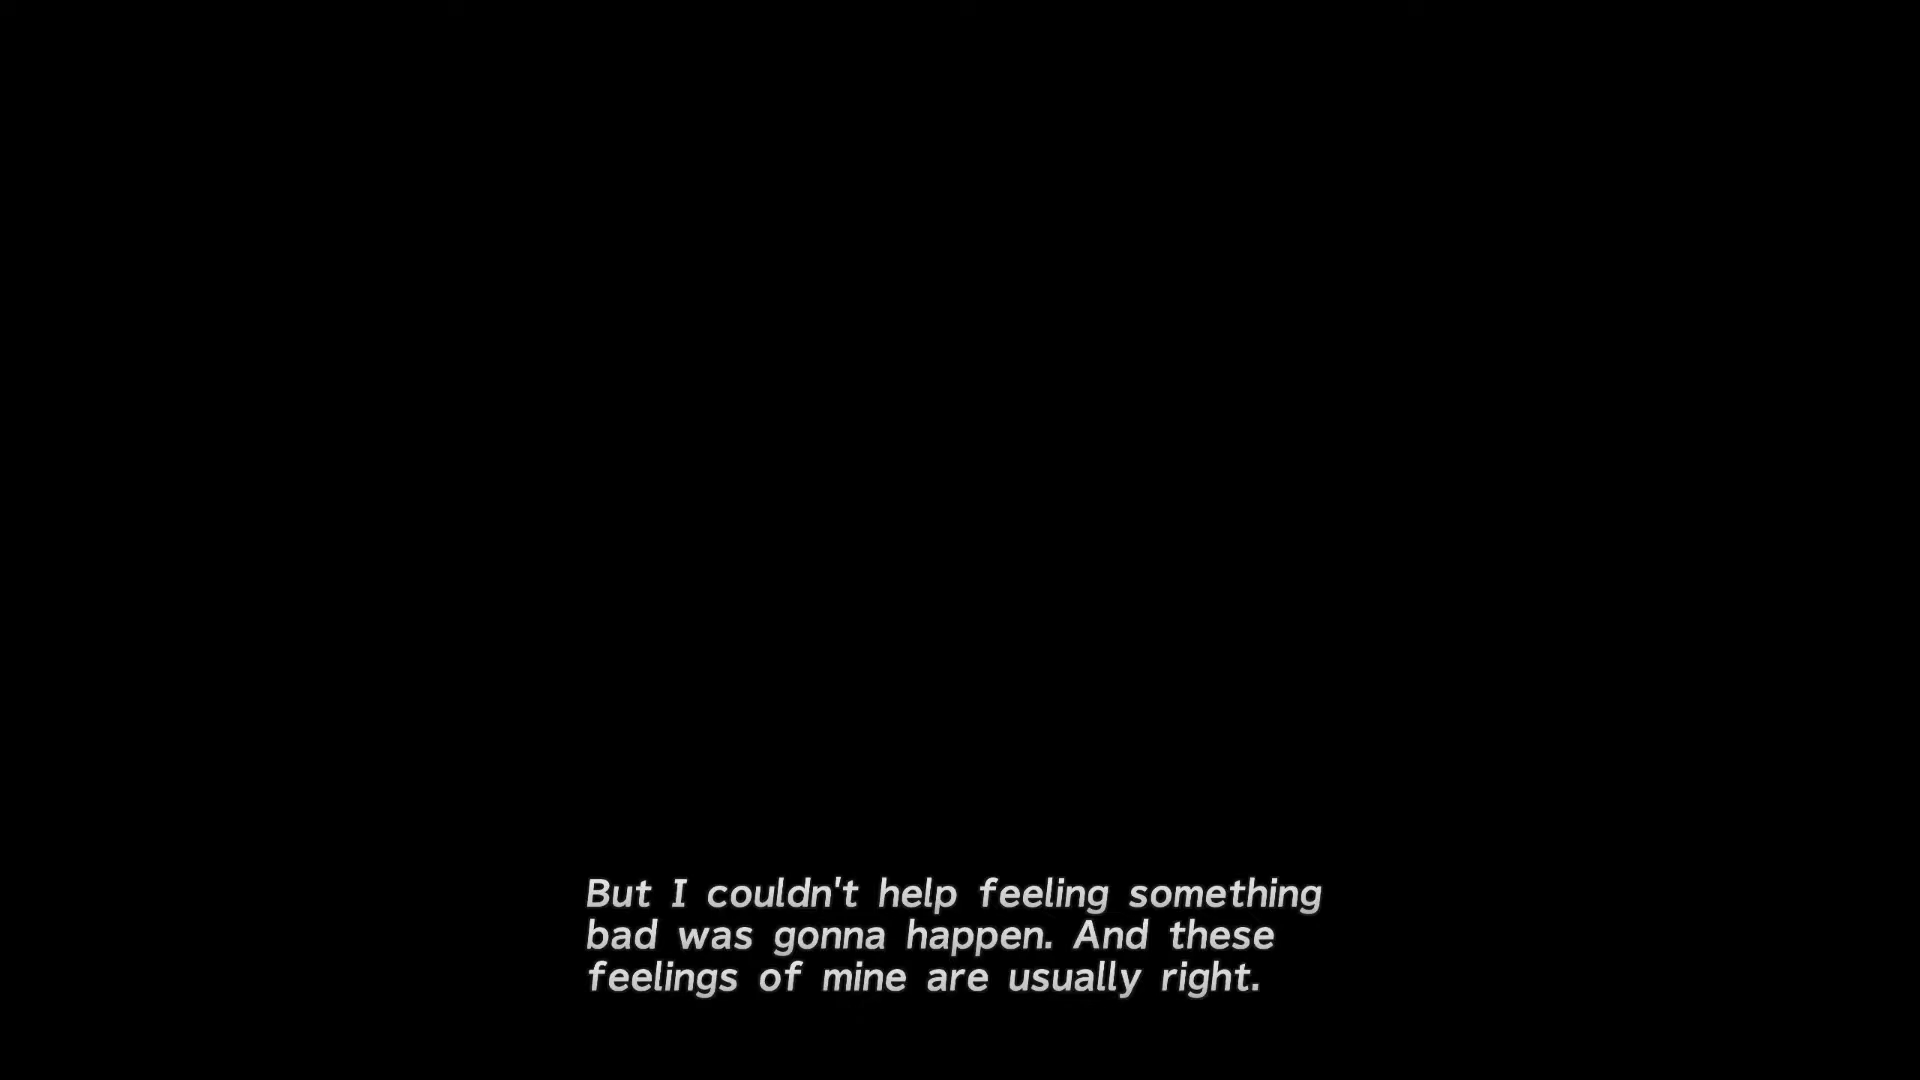 But I couldn't help feeling something
bad was gonna happen. And these
feelings of mine are usually right.